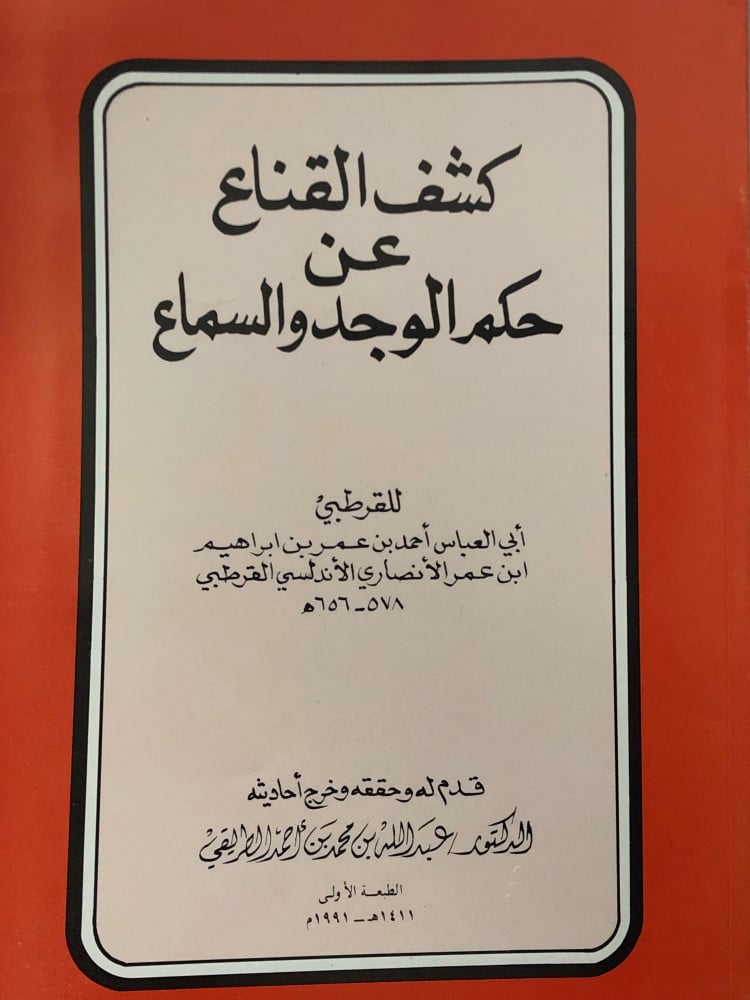 كشف القناع
عن
حكم الوجد والسماع
للقرطبي
أبي العباس أحمد بن عمر بن ابراهيم
ابن عمر الأنصاري الأندلسي القرطبي
٥٧٨ - ٦٥٦ ه
قدم له وحققه وخرج أحاديثه
الدكتور عبد الله بن محمد بن أحمد الطريقي
الطبعة الأولى
١٤١١هـ - ١٩٩١م